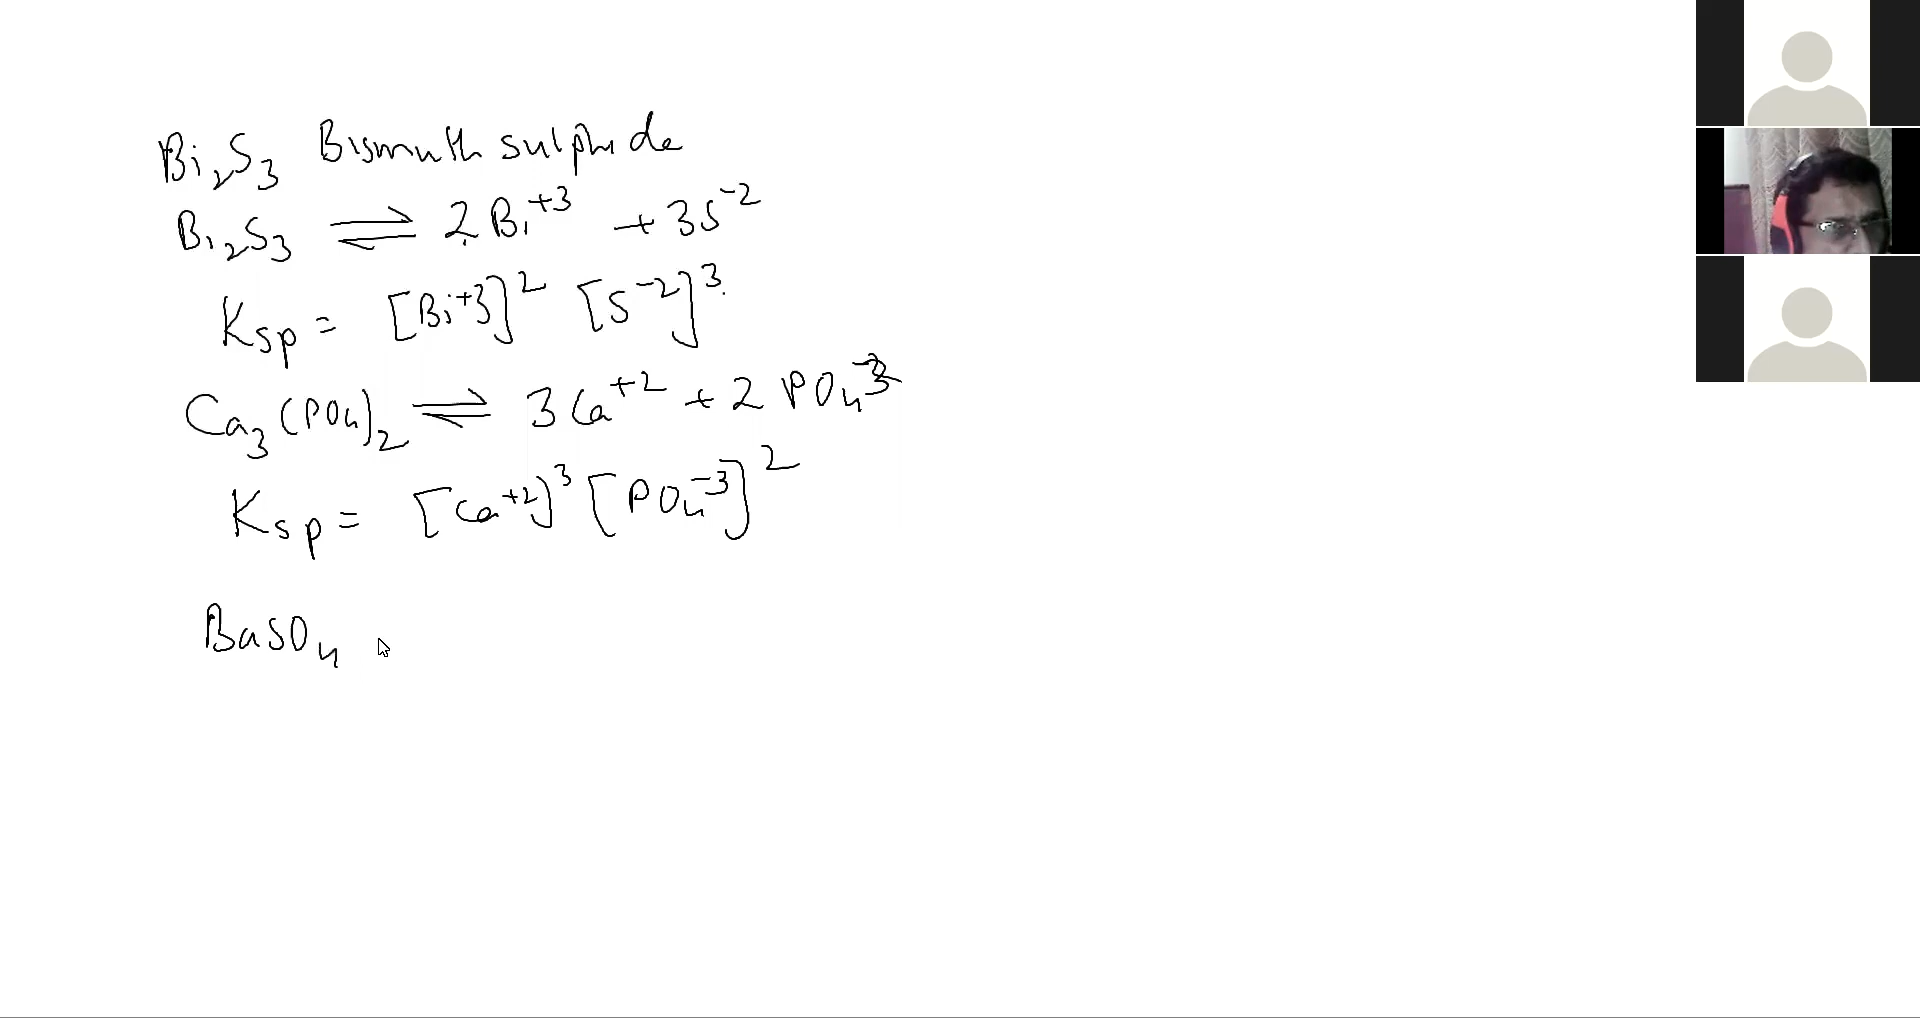 Bi₂S₃ Bismuth sulphide
Bi₂S₃ ⇌ 2Bi⁺³ + 3S⁻²
Ksp = [Bi⁺³]² [S⁻²]³
Ca₃(PO₄)₂ ⇌ 3Ca⁺² + 2PO₄⁻³
Ksp = [Ca⁺²]³ [PO₄⁻³]²
BaSO₄